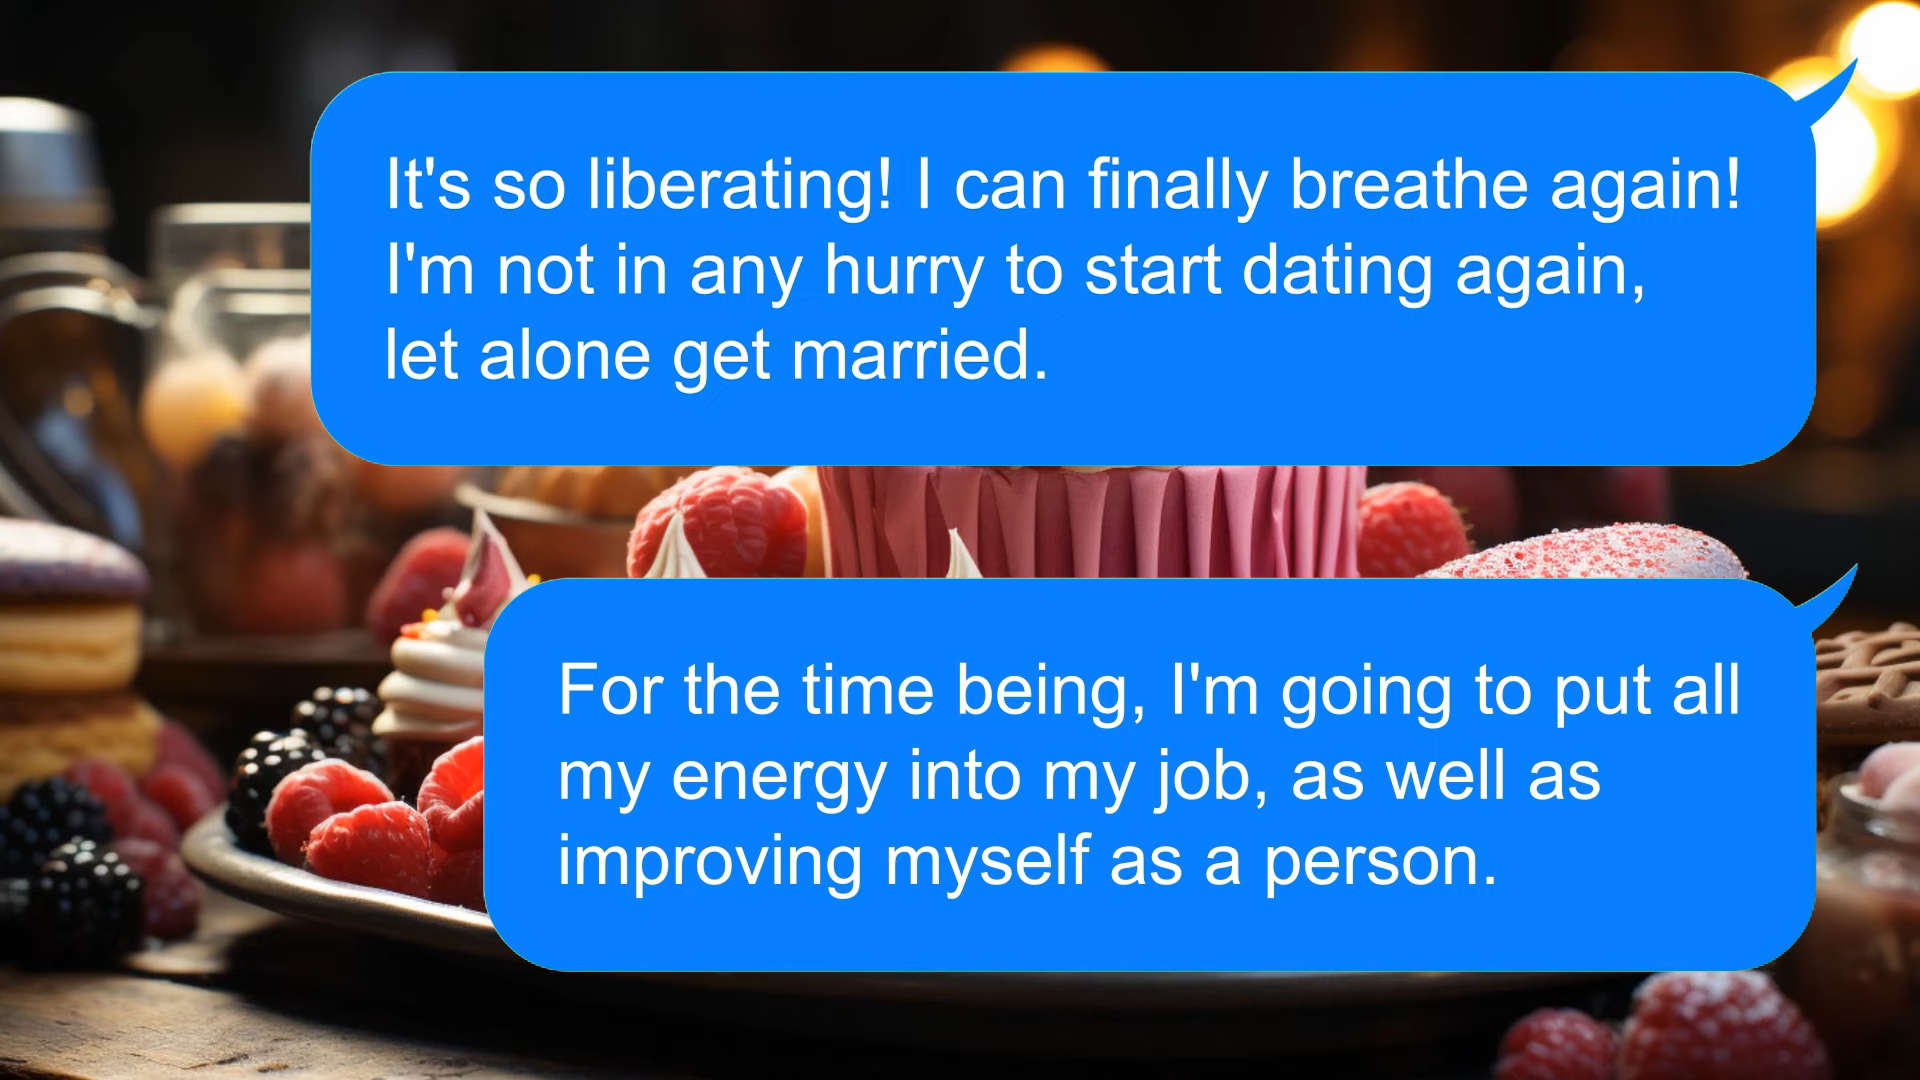 It's so liberating! I can finally breathe again!
I'm not in any hurry to start dating again,
let alone get married.
For the time being, I'm going to put all
my energy into my job, as well as
improving myself as a person.